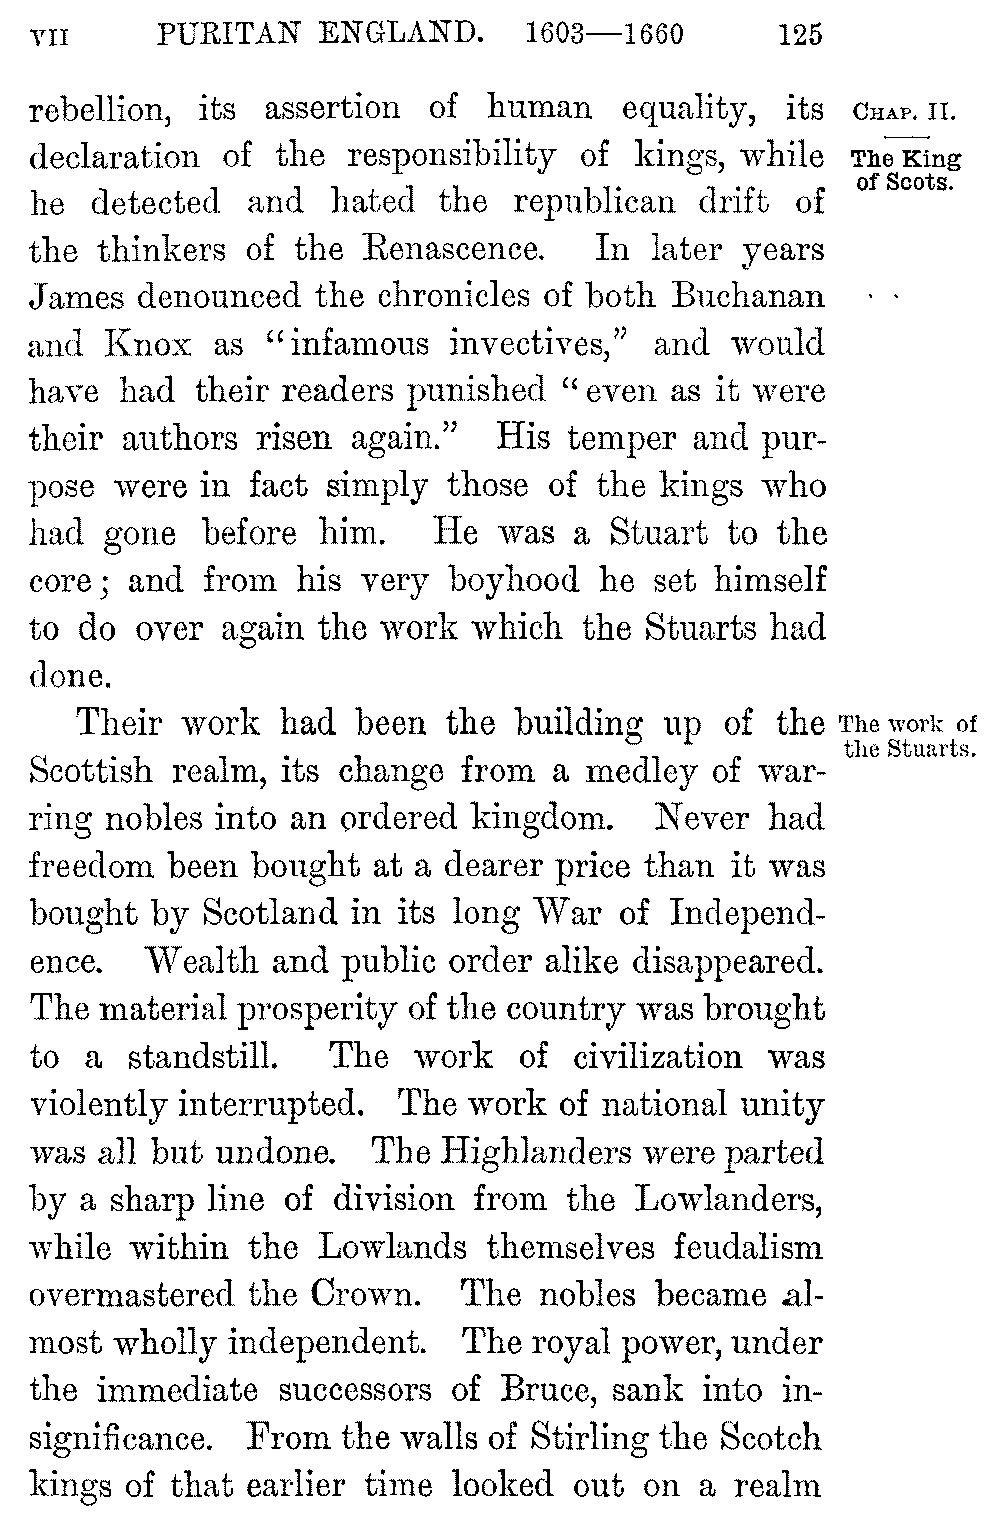 VII PURITAN ENGLAND. 1603—1660 125
rebellion, its assertion of human equality, its
declaration of the responsibility of kings, while
he detected and hated the republican drift of
the thinkers of the Renascence. In later years
James denounced the chronicles of both Buchanan
and Knox as “infamous invectives,” and would
have had their readers punished “even as it were
their authors risen again.” His temper and pur-
pose were in fact simply those of the kings who
had gone before him. He was a Stuart to the
core; and from his very boyhood he set himself
to do over again the work which the Stuarts had
done.
CHAP. II.
The King
of Scots.
Their work had been the building up of the
Scottish realm, its change from a medley of war-
ring nobles into an ordered kingdom. Never had
freedom been bought at a dearer price than it was
bought by Scotland in its long War of Independ-
ence. Wealth and public order alike disappeared.
The material prosperity of the country was brought
to a standstill. The work of civilization was
violently interrupted. The work of national unity
was all but undone. The Highlanders were parted
by a sharp line of division from the Lowlanders,
while within the Lowlands themselves feudalism
overmastered the Crown. The nobles became al-
most wholly independent. The royal power, under
the immediate successors of Bruce, sank into in-
significance. From the walls of Stirling the Scotch
kings of that earlier time looked out on a realm
The work of
the Stuarts.